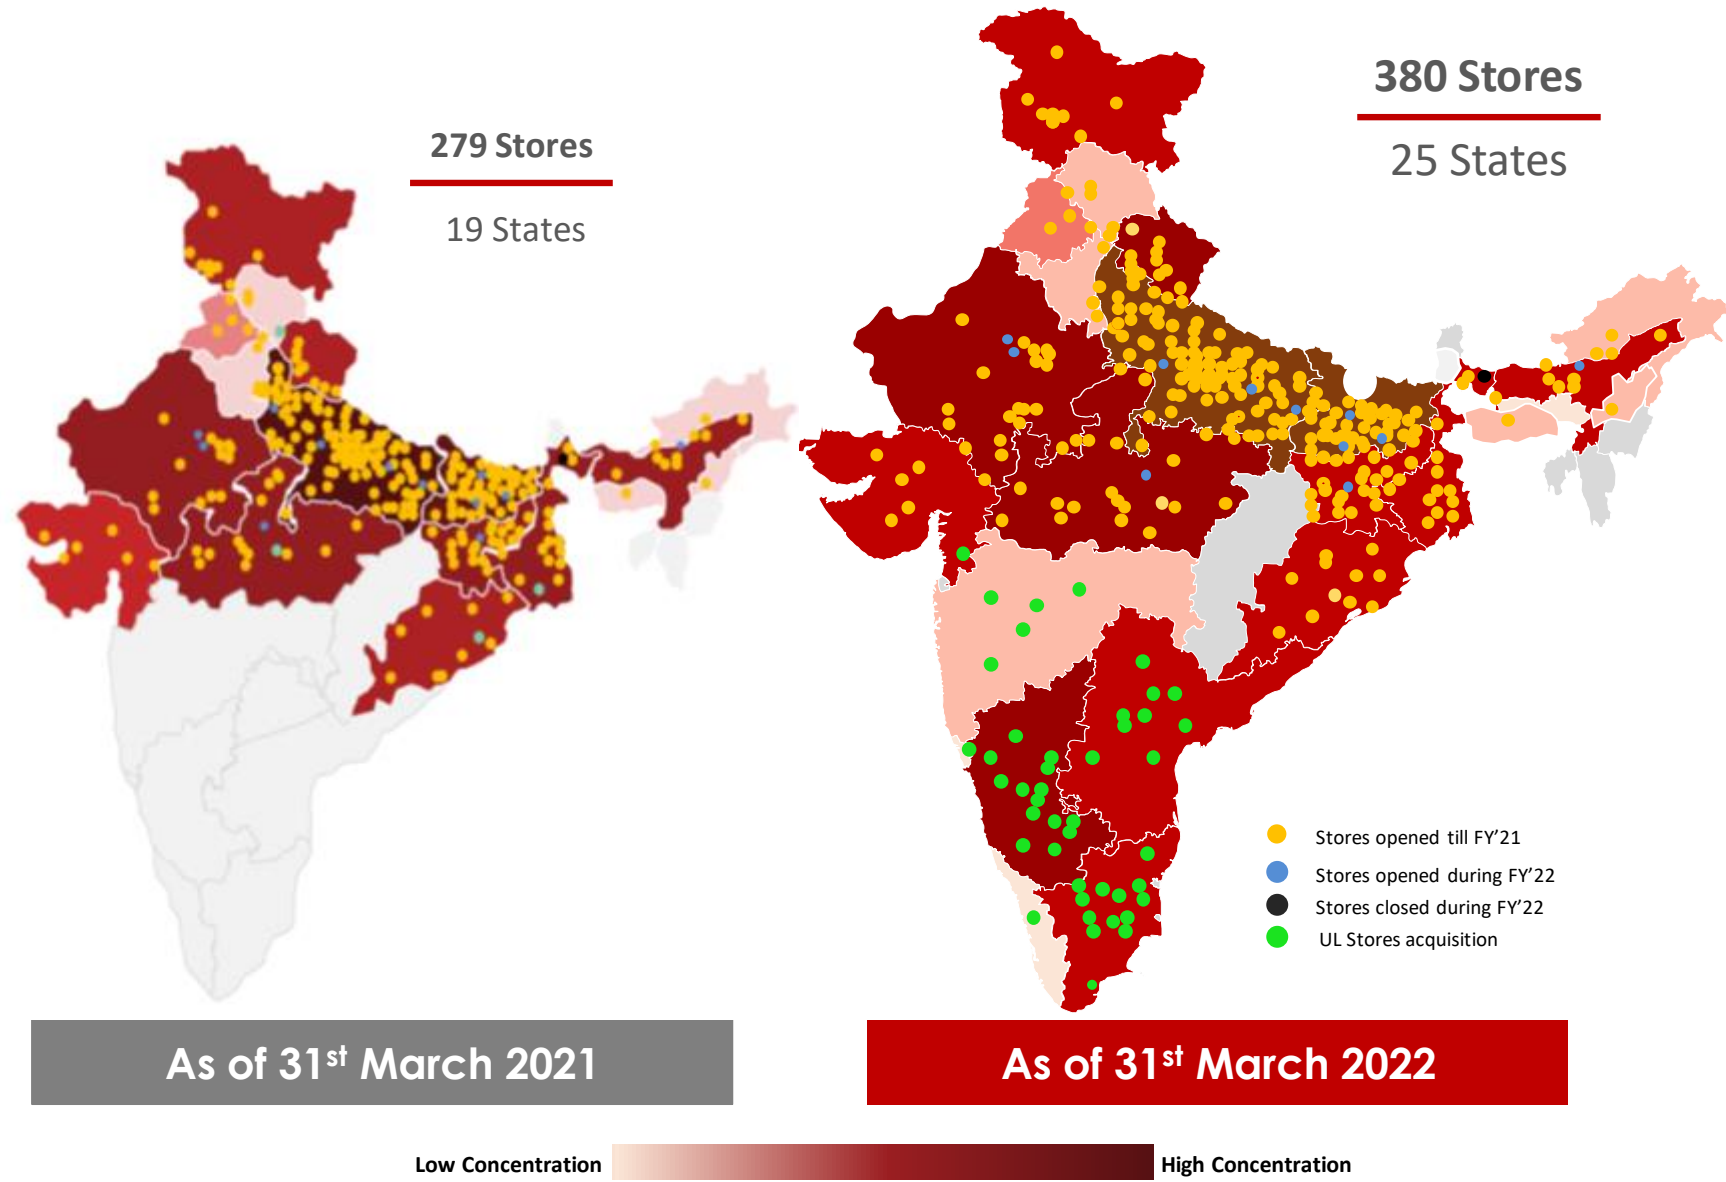 279 Stores
19 States
380 Stores
25 States
Stores opened till FY'21
Stores opened during FY'22
Stores closed during FY'22
UL Stores acquisition
As of 31st March 2021
As of 31st March 2022
Low Concentration
High Concentration